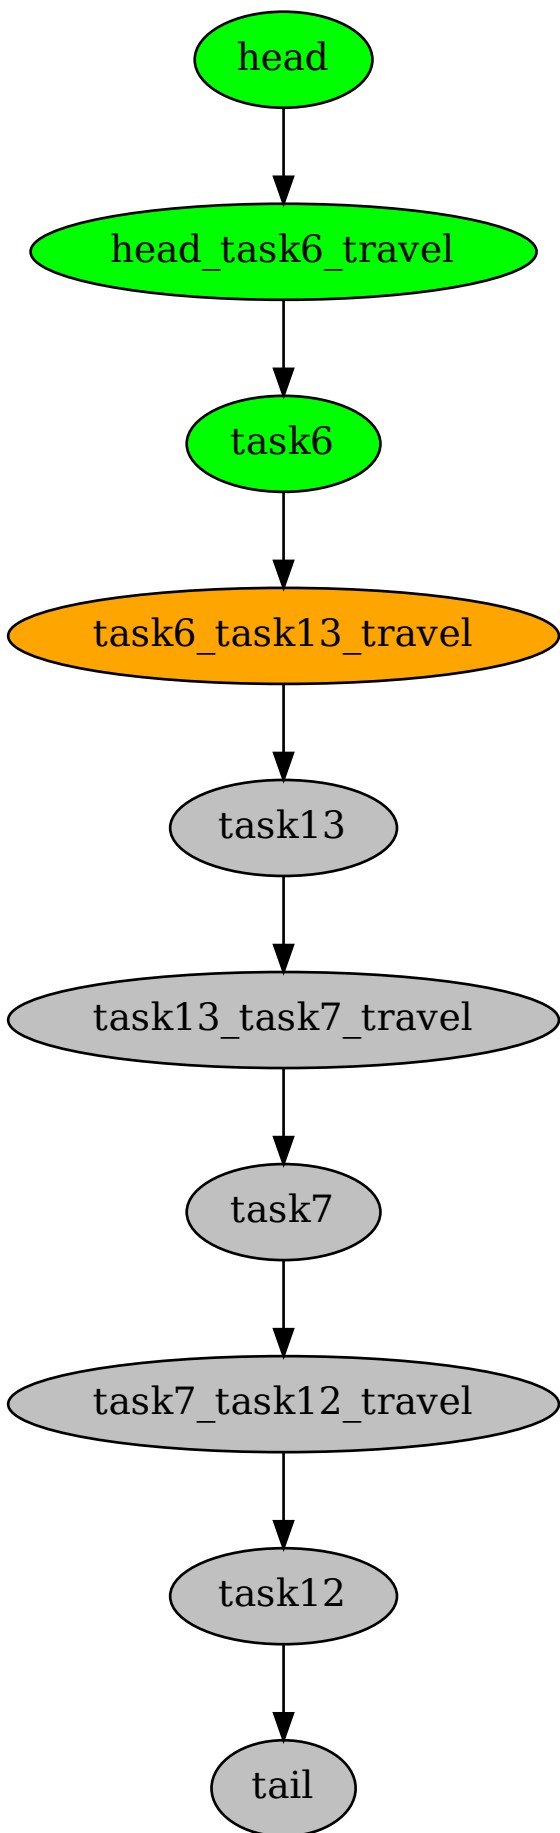 head
head_task6_travel
task6
task6_task13_travel
task13
task13_task7_travel
task7
task7_task12_travel
task12
tail